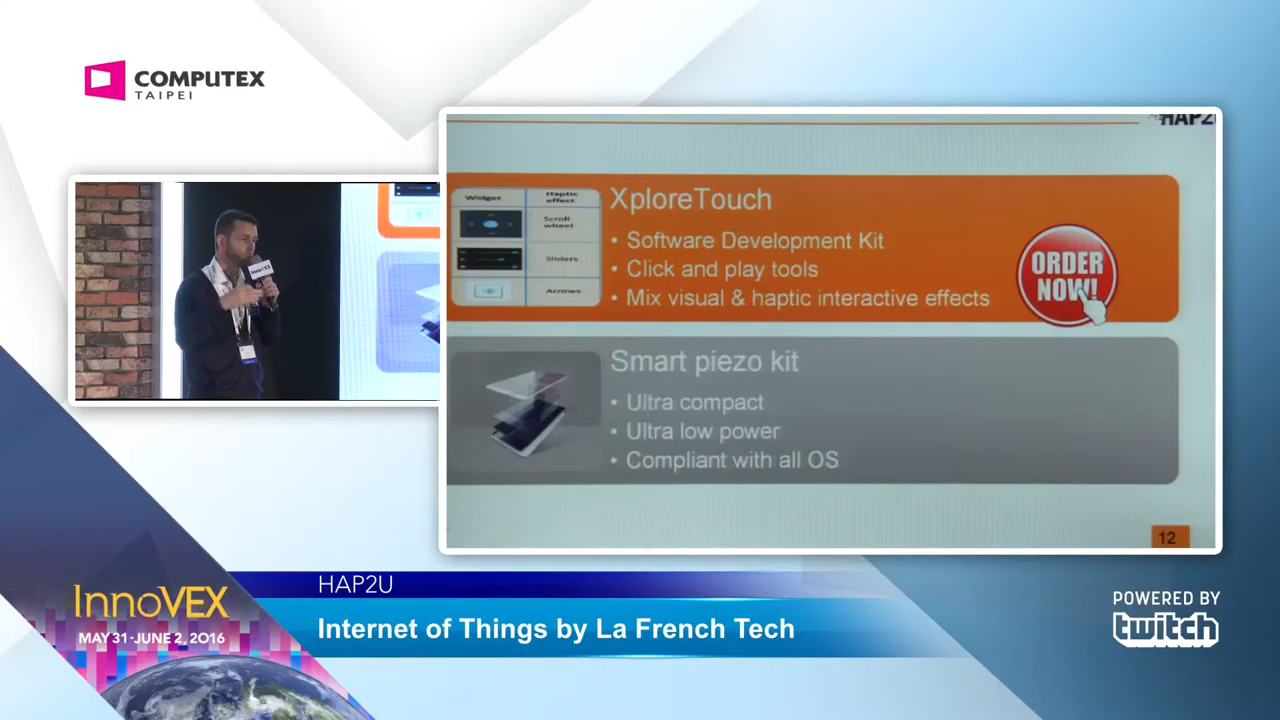 COMPUTEX
TAIPEI
HAP2
Widget
Haptic effect
Scroll wheel
Sliders
Arrows
XploreTouch
• Software Development Kit
• Click and play tools
• Mix visual & haptic interactive effects
ORDER
NOW!
Smart piezo kit
• Ultra compact
• Ultra low power
• Compliant with all OS
12
InnoVEX
HAP2U
Internet of Things by La French Tech
InnoVEX
MAY 31-JUNE 2, 2016
POWERED BY
twitch